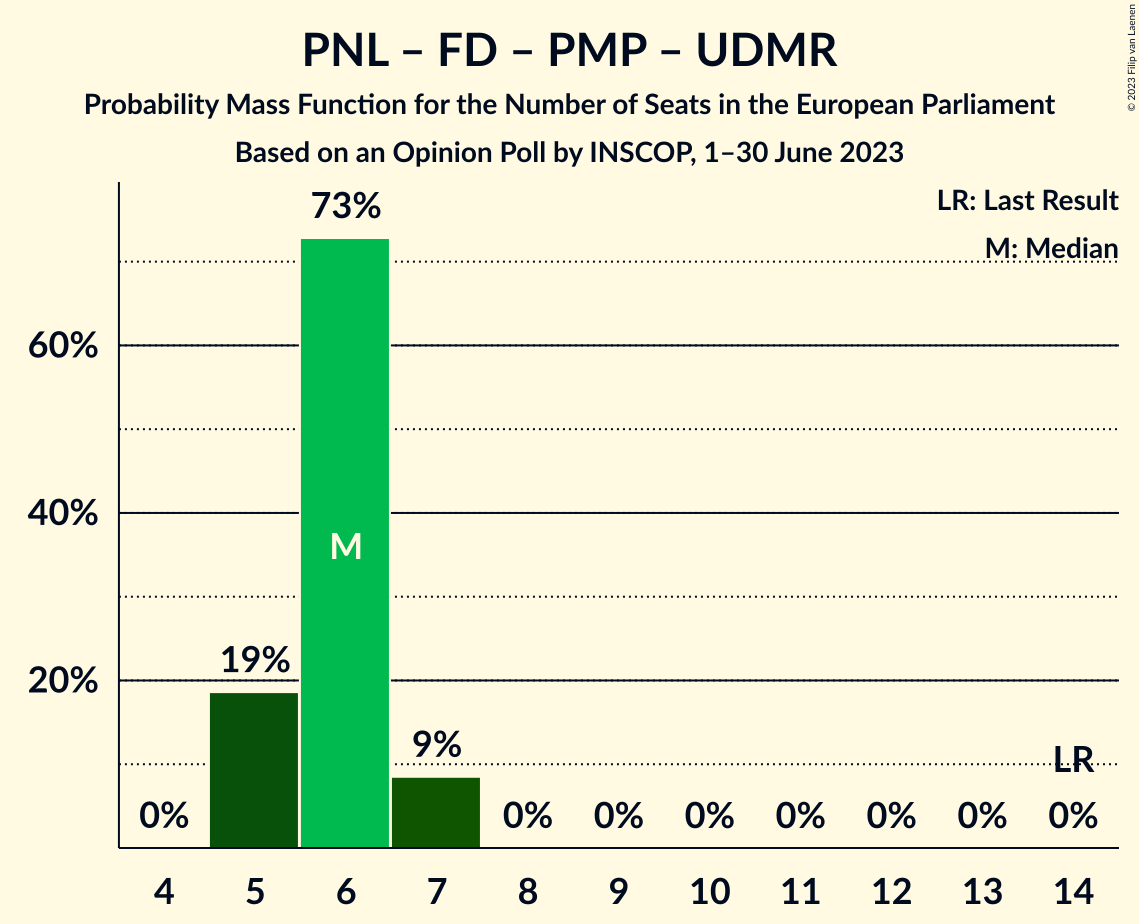 PNL – FD – PMP – UDMR
Probability Mass Function for the Number of Seats in the European Parliament
Based on an Opinion Poll by INSCOP, 1–30 June 2023
© 2023 Filip van Laenen
LR: Last Result
M: Median
73%
60%
40%
M
19%
20%
9%
LR
0% 0% 0% 0% 0% 0% 0% 0%
4 5 6 7 8 9 10 11 12 13 14